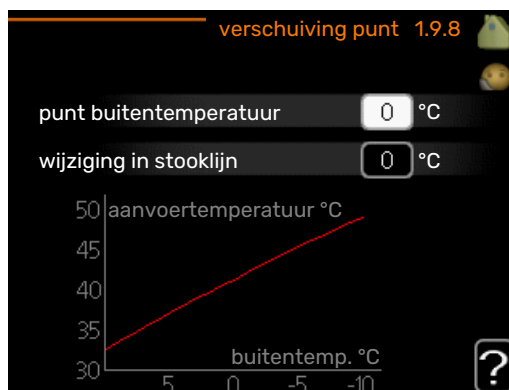 verschuiving punt 1.9.8
punt buitentemperatuur 0 °C
wijziging in stooklijn 0 °C
50 aanvoertemperatuur °C
45
40
35
buitentemp. °C
30
5 0 -5 -10
?